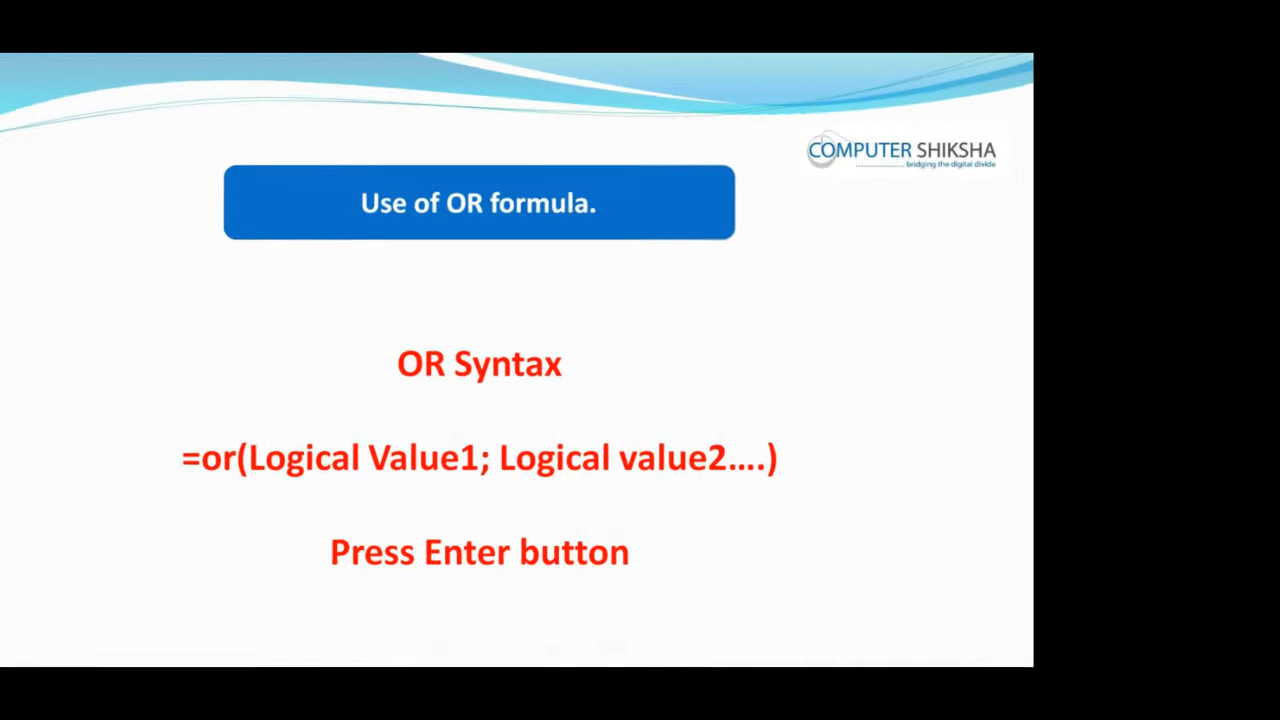 COMPUTER SHIKSHA
bridging the digital divide
Use of OR formula.
OR Syntax
=or(Logical Value1; Logical value2....)
Press Enter button